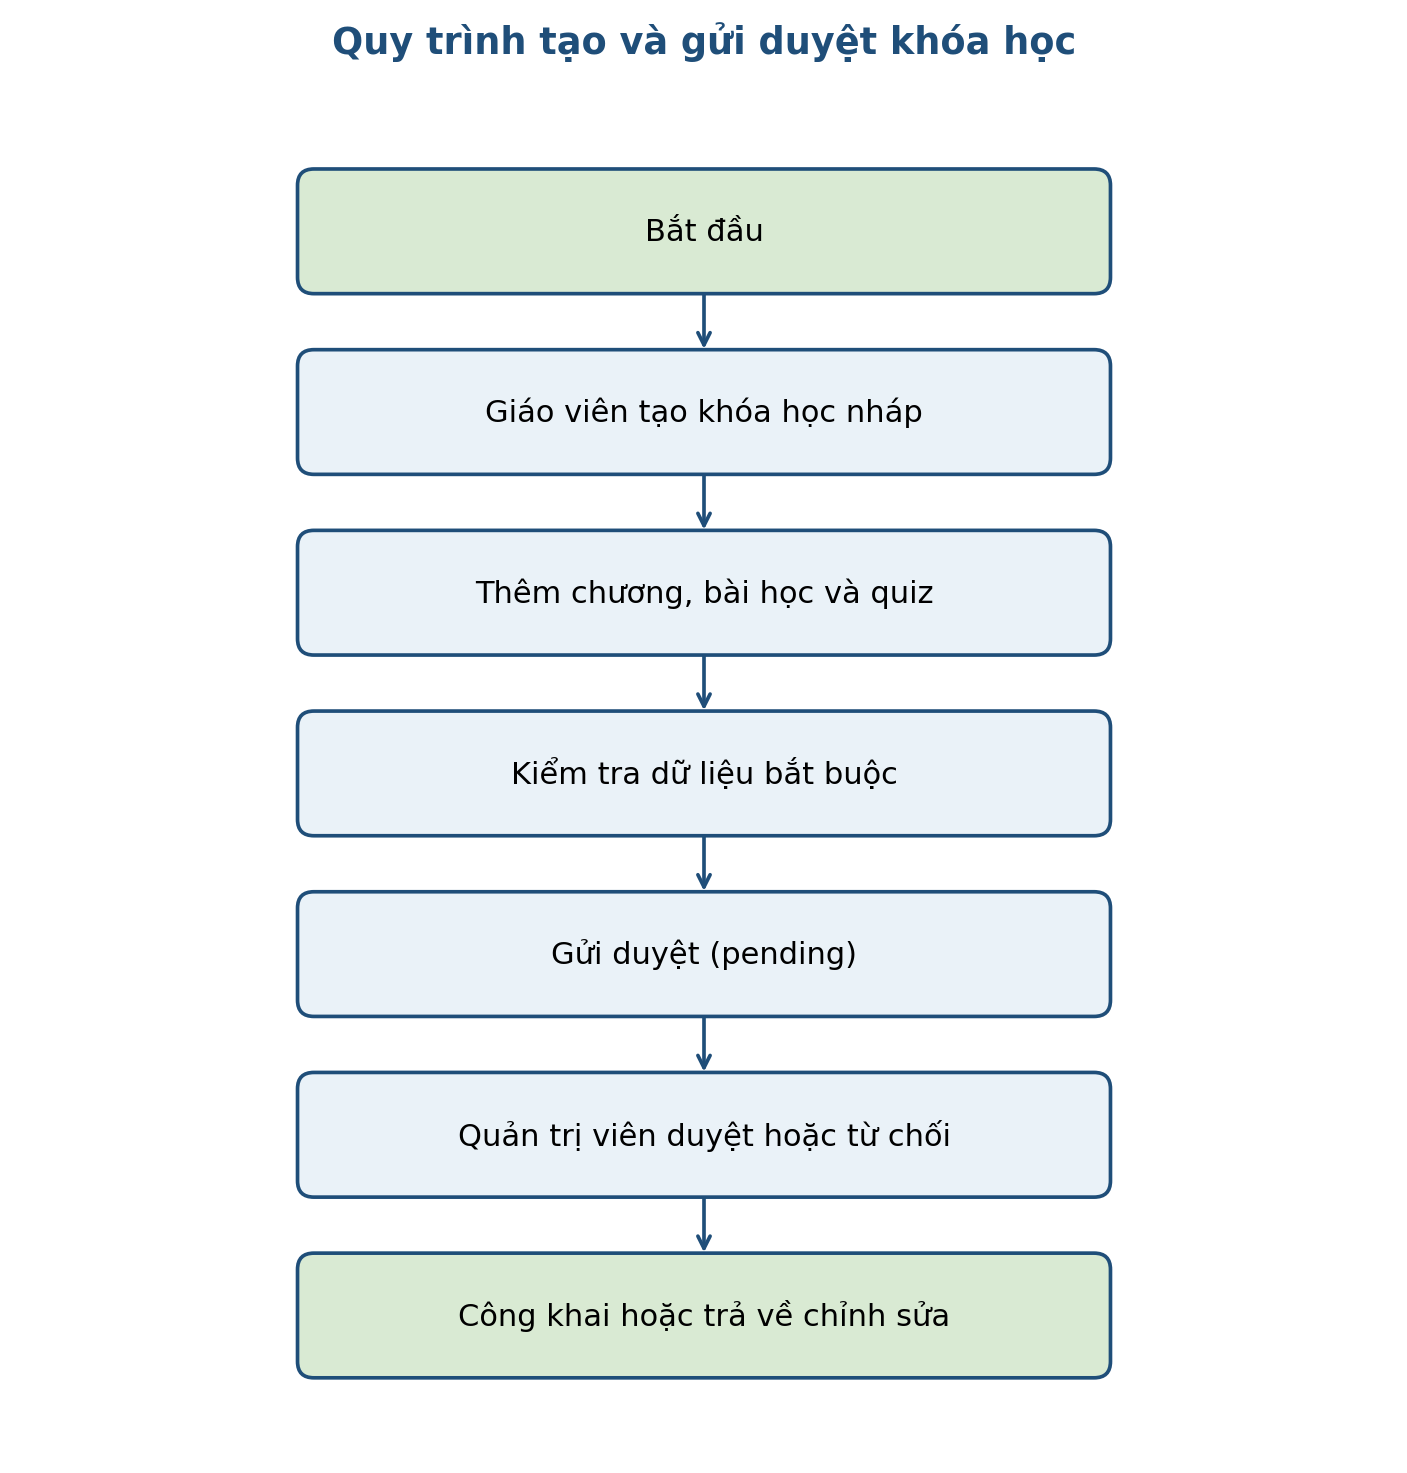 Quy trình tạo và gửi duyệt khóa học
Bắt đầu
Giáo viên tạo khóa học nháp
Thêm chương, bài học và quiz
Kiểm tra dữ liệu bắt buộc
Gửi duyệt (pending)
Quản trị viên duyệt hoặc từ chối
Công khai hoặc trả về chỉnh sửa